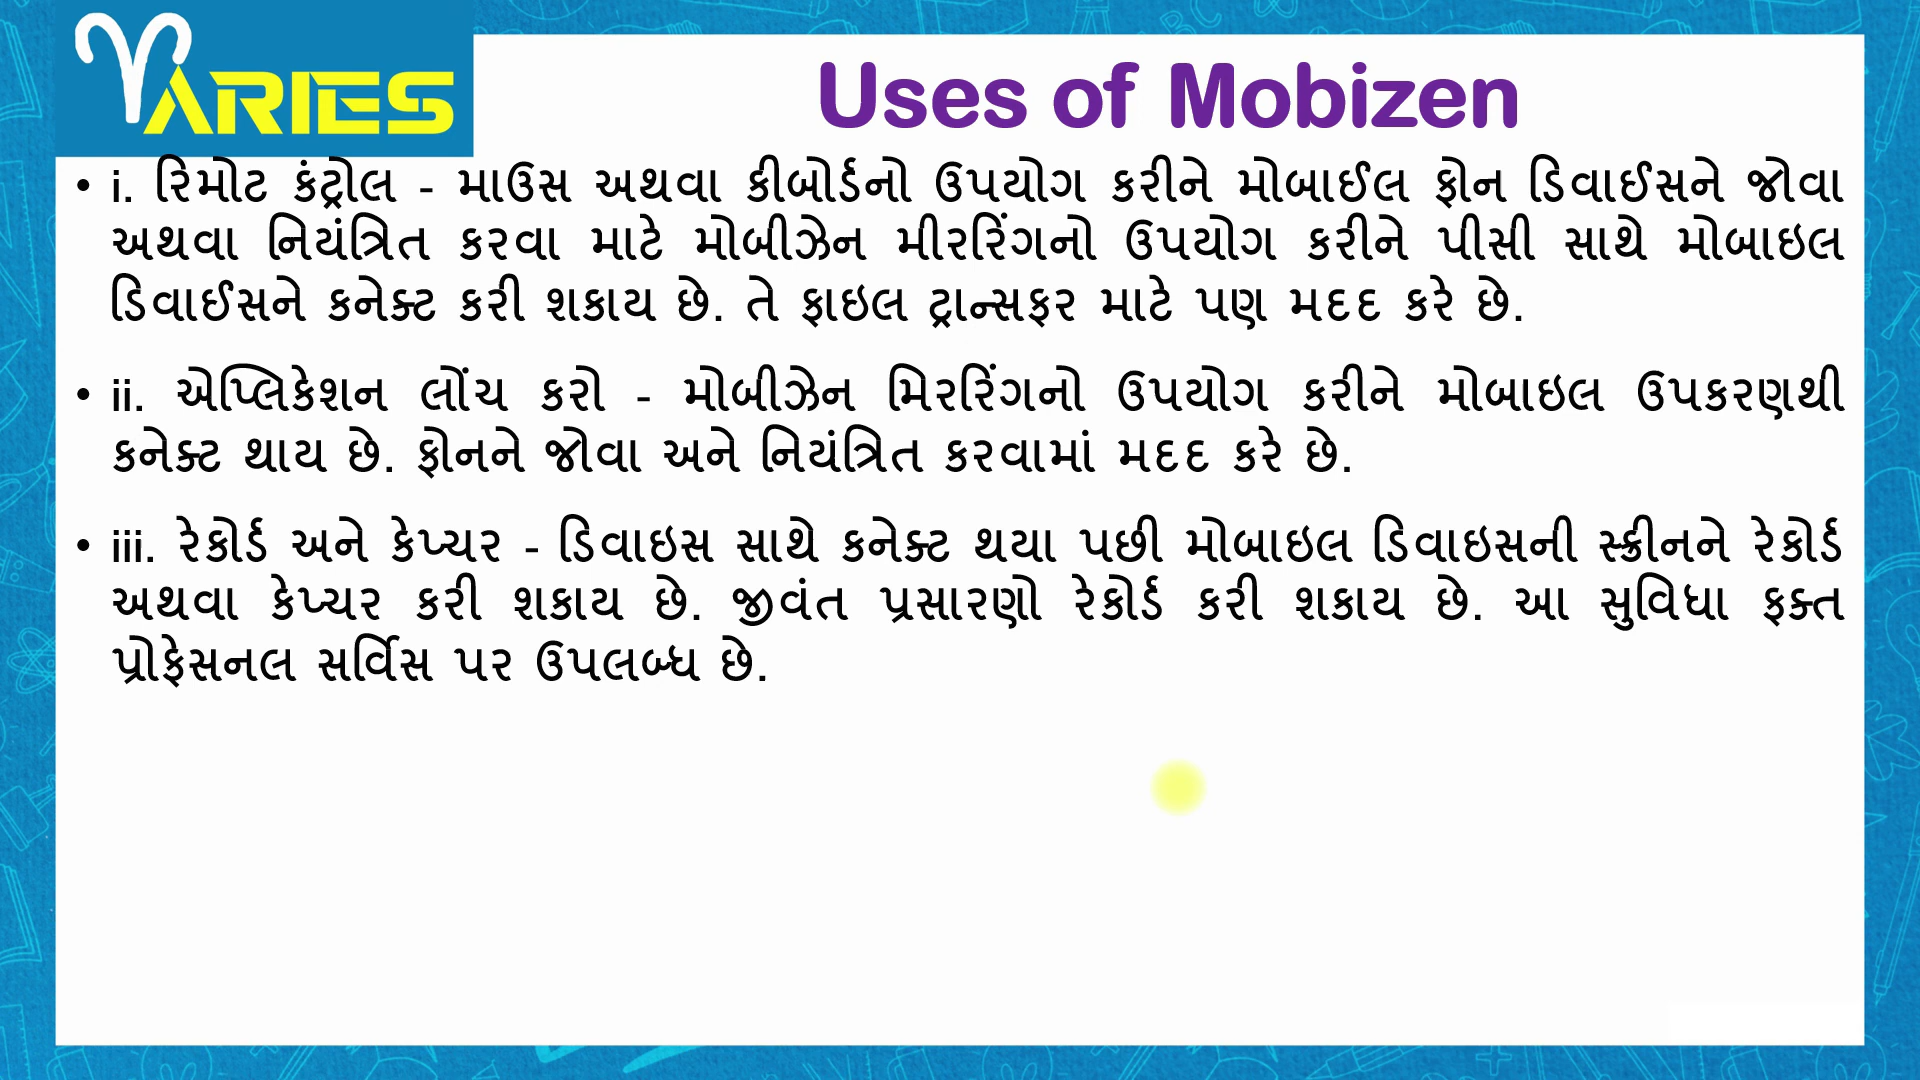 ARIES
Uses of Mobizen
• i. રિમોટ કંટ્રોલ - માઉસ અથવા કીબોર્ડનો ઉપયોગ કરીને મોબાઈલ ફોન ડિવાઈસને જોવા
અથવા નિયંત્રિત કરવા માટે મોબીઝેન મીરરિંગનો ઉપયોગ કરીને પીસી સાથે મોબાઇલ
ડિવાઈસને કનેક્ટ કરી શકાય છે. તે ફાઇલ ટ્રાન્સફર માટે પણ મદદ કરે છે.
• ii. એપ્લિકેશન લોંચ કરો - મોબીઝેન મિરરિંગનો ઉપયોગ કરીને મોબાઇલ ઉપકરણથી
કનેક્ટ થાય છે. ફોનને જોવા અને નિયંત્રિત કરવામાં મદદ કરે છે.
• iii. રેકોર્ડ અને કેપ્ચર - ડિવાઇસ સાથે કનેક્ટ થયા પછી મોબાઇલ ડિવાઇસની સ્ક્રીનને રેકોર્ડ
અથવા કેપ્ચર કરી શકાય છે. જીવંત પ્રસારણો રેકોર્ડ કરી શકાય છે. આ સુવિધા ફક્ત
પ્રોફેસનલ સર્વિસ પર ઉપલબ્ધ છે.